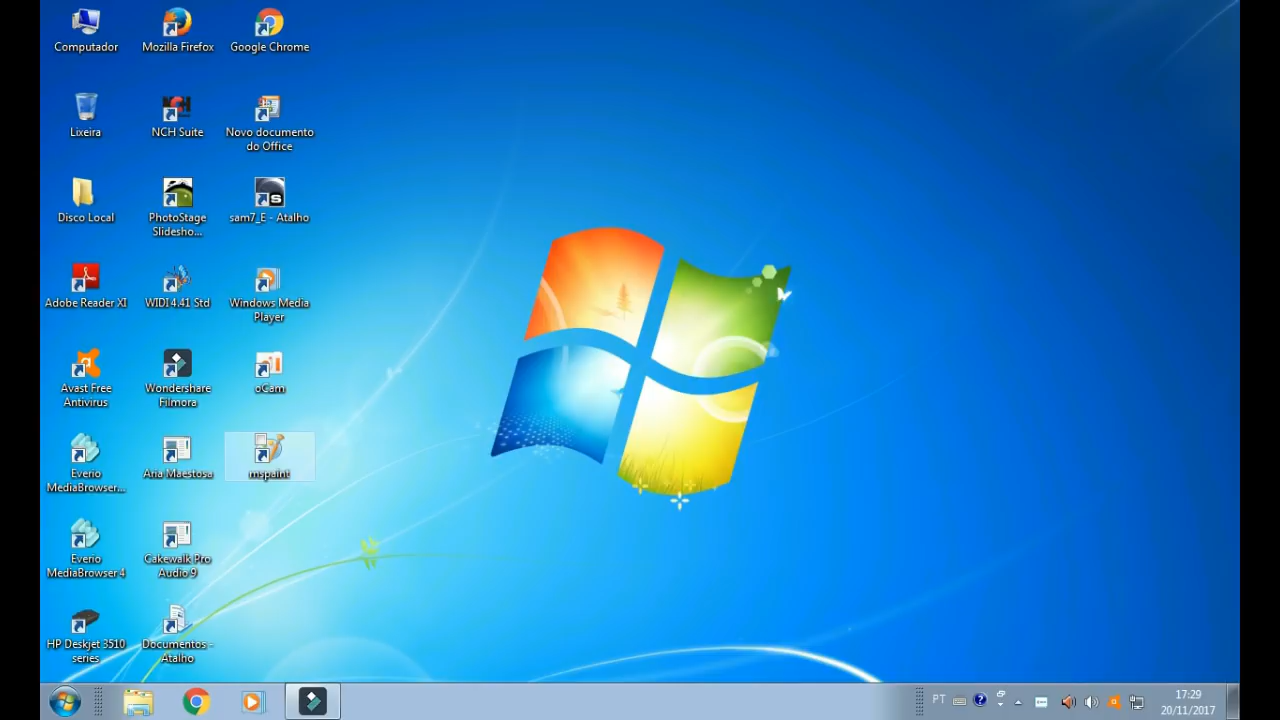 Computador
Mozilla Firefox
Google Chrome
Lixeira
NCH Suite
Novo documento
do Office
Disco Local
PhotoStage
Slidesho...
sam7_E - Atalho
Adobe Reader XI
WIDI 4.41 Std
Windows Media
Player
Avast Free
Antivirus
Wondershare
Filmora
oCam
Everio
MediaBrowser...
Aria Maestosa
mspaint
Everio
MediaBrowser 4
Cakewalk Pro
Audio 9
HP Deskjet 3510
series
Documentos -
Atalho
PT
17:29
20/11/2017